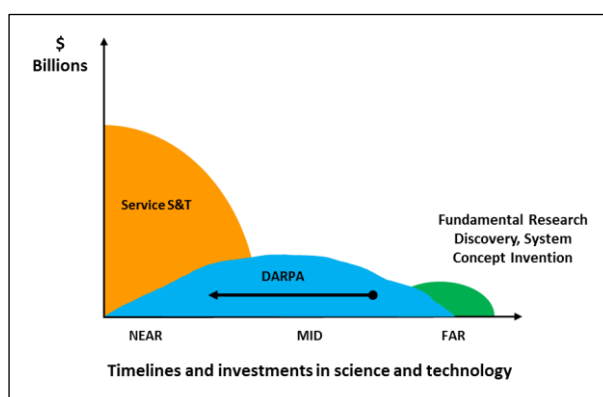 $
Billions
Service S&T
Fundamental Research
Discovery, System
Concept Invention
DARPA
NEAR
MID
FAR
Timelines and investments in science and technology